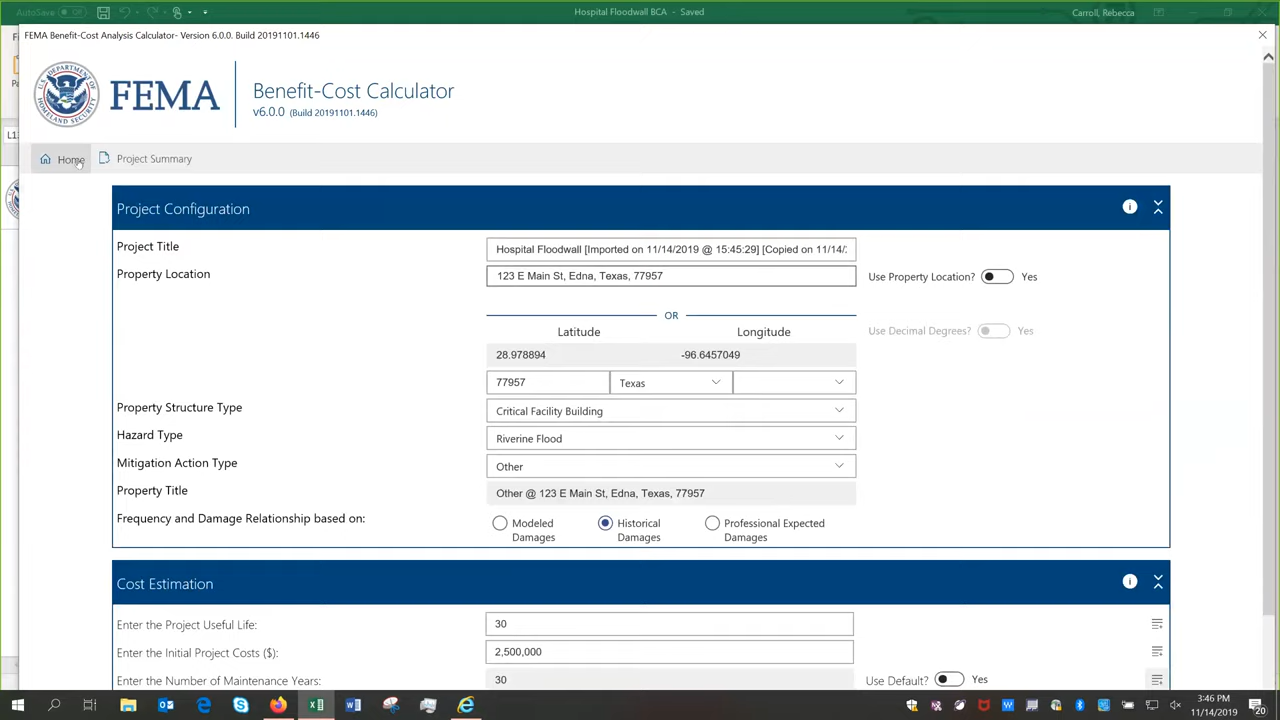 AutoSave Off
Hospital Floodwall BCA - Saved
Carroll, Rebecca
FEMA Benefit-Cost Analysis Calculator- Version 6.0.0. Build 20191101.1446
FEMA
Benefit-Cost Calculator
v6.0.0 (Build 20191101.1446)
Home
Project Summary
Project Configuration
Project Title
Hospital Floodwall [Imported on 11/14/2019 @ 15:45:29] [Copied on 11/14/2
Property Location
123 E Main St, Edna, Texas, 77957
Use Property Location? Yes
OR
Latitude Longitude
Use Decimal Degrees? Yes
28.978894 -96.6457049
77957 Texas
Property Structure Type
Critical Facility Building
Hazard Type
Riverine Flood
Mitigation Action Type
Other
Property Title
Other @ 123 E Main St, Edna, Texas, 77957
Frequency and Damage Relationship based on:
Modeled Damages
Historical Damages
Professional Expected Damages
Cost Estimation
Enter the Project Useful Life:
30
Enter the Initial Project Costs ($):
2,500,000
Enter the Number of Maintenance Years:
30
Use Default? Yes
3:46 PM
11/14/2019
20